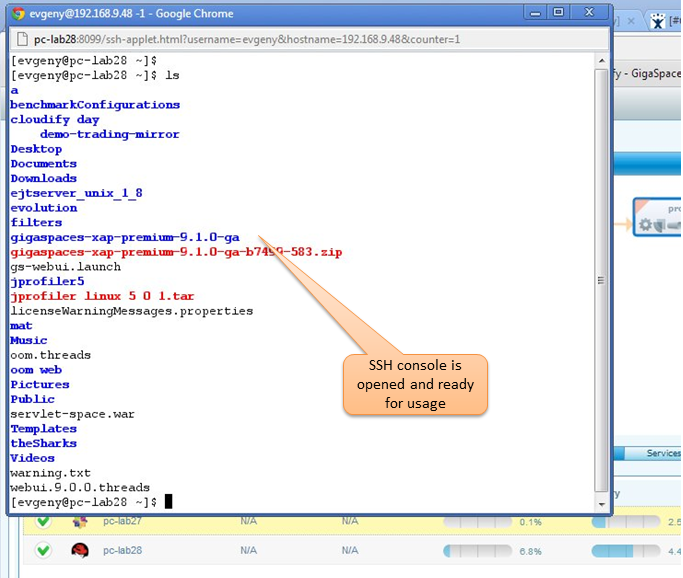 evgeny@192.168.9.48 -1 - Google Chrome
pc-lab28:8099/ssh-applet.html?username=evgeny&hostname=192.168.9.48&counter=1
[evgeny@pc-lab28 ~]$
[evgeny@pc-lab28 ~]$ ls
a
benchmarkConfigurations
cloudify day
demo-trading-mirror
Desktop
Documents
Downloads
ejtserver_unix_1_8
evolution
filters
gigaspaces-xap-premium-9.1.0-ga
gigaspaces-xap-premium-9.1.0-ga-b7499-583.zip
gs-webui.launch
jprofiler5
jprofiler linux 5 0 1.tar
licenseWarningMessages.properties
mat
Music
oom.threads
oom web
Pictures
Public
servlet-space.war
Templates
theSharks
Videos
warning.txt
webui.9.0.0.threads
[evgeny@pc-lab28 ~]$
SSH console is
opened and ready
for usage
fy - GigaSpace
pro
Services
ry
pc-lab27 N/A N/A 0.1% 2.6
pc-lab28 N/A N/A 6.8% 4.4